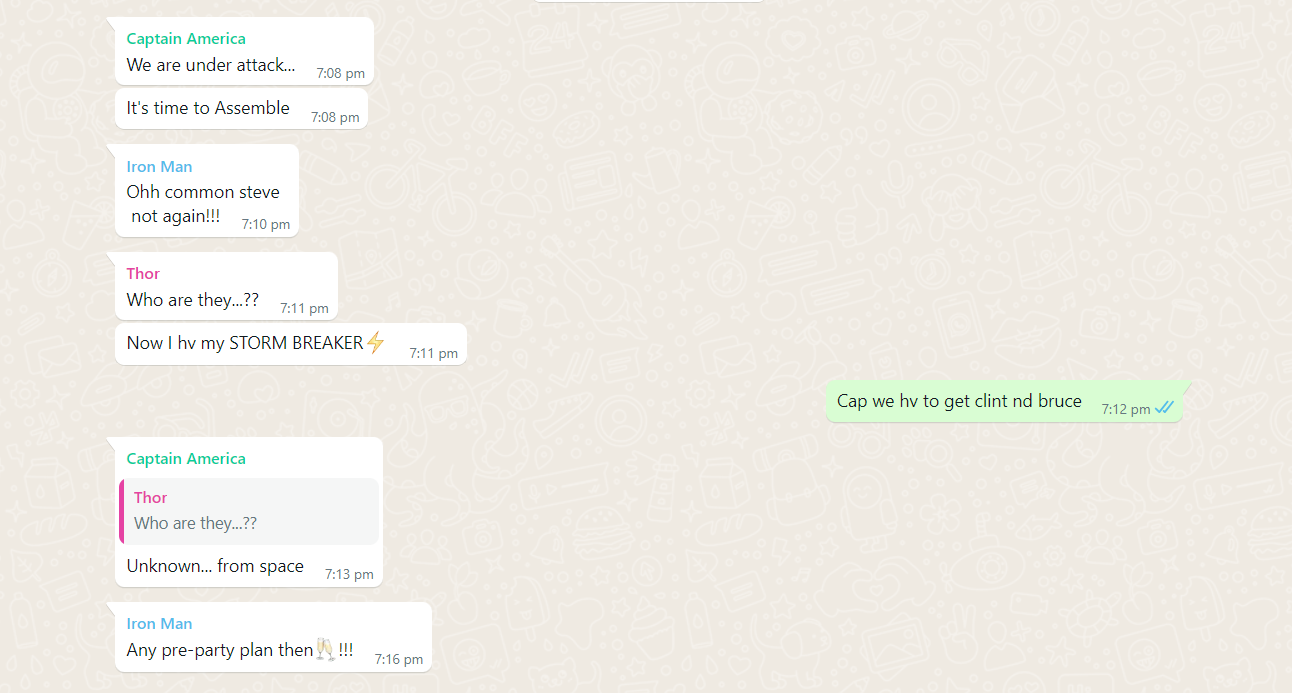 Captain America
We are under attack... 7:08 pm
It's time to Assemble 7:08 pm
Iron Man
Ohh common steve
not again!!! 7:10 pm
Thor
Who are they...?? 7:11 pm
Now I hv my STORM BREAKER⚡ 7:11 pm
Cap we hv to get clint nd bruce 7:12 pm
Captain America
Thor
Who are they...??
Unknown... from space 7:13 pm
Iron Man
Any pre-party plan then🥂!!! 7:16 pm